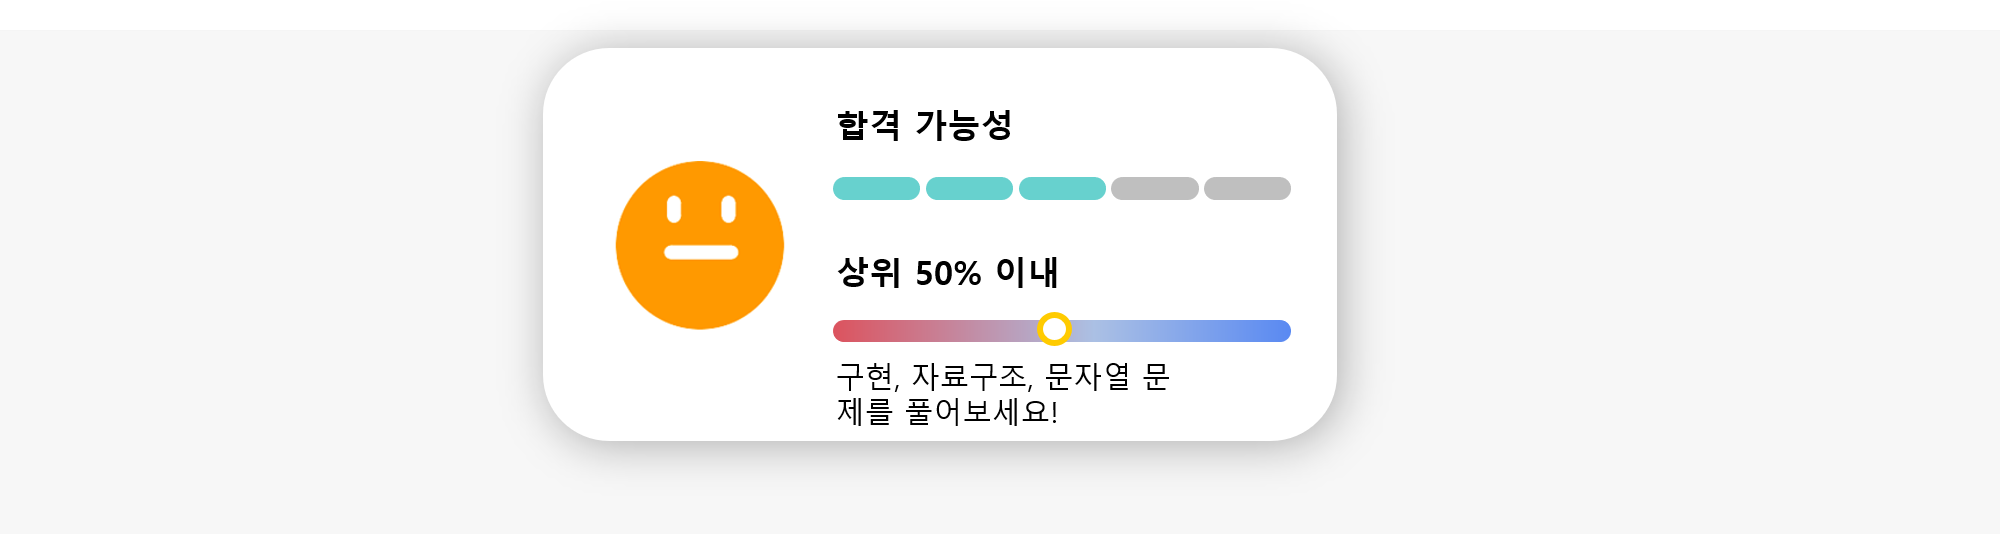 합격 가능성
상위 50% 이내
구현, 자료구조, 문자열 문
제를 풀어보세요!